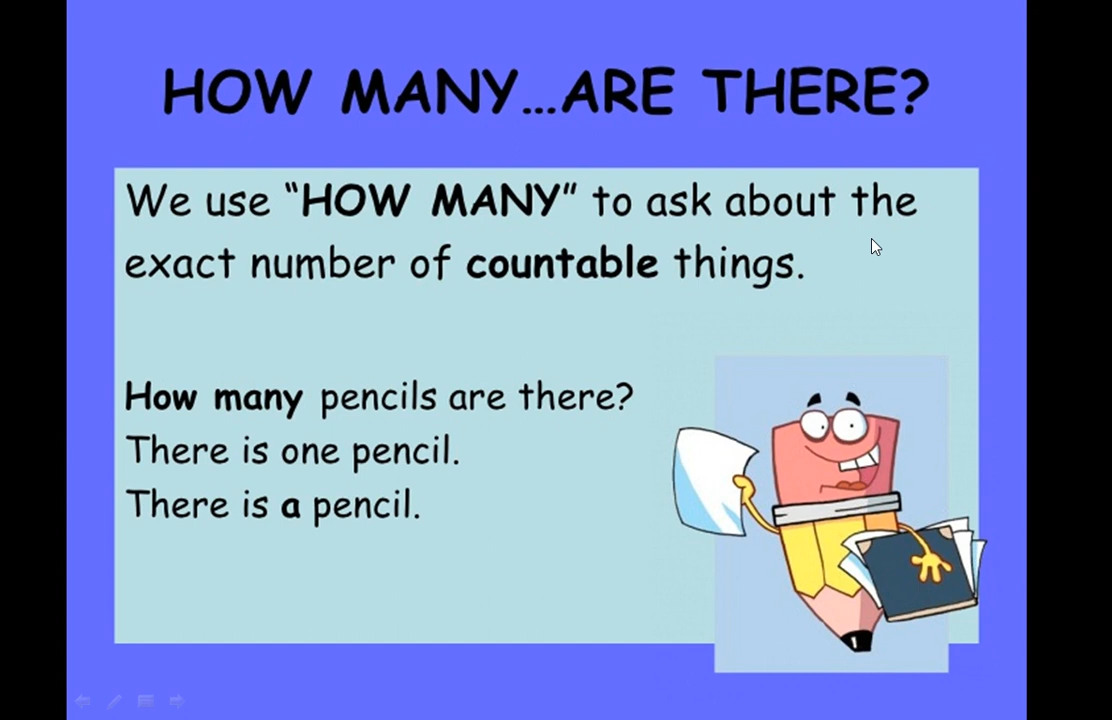 HOW MANY...ARE THERE?
We use “HOW MANY” to ask about the
exact number of countable things.
How many pencils are there?
There is one pencil.
There is a pencil.